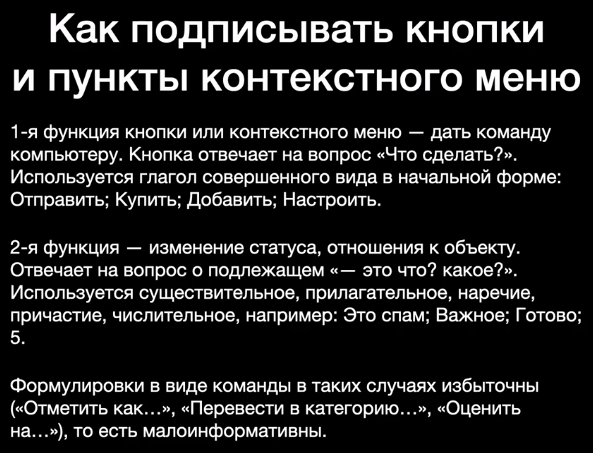 Как подписывать кнопки
и пункты контекстного меню
1-я функция кнопки или контекстного меню — дать команду
компьютеру. Кнопка отвечает на вопрос «Что сделать?».
Используется глагол совершенного вида в начальной форме:
Отправить; Купить; Добавить; Настроить.
2-я функция — изменение статуса, отношения к объекту.
Отвечает на вопрос о подлежащем «— это что? какое?».
Используется существительное, прилагательное, наречие,
причастие, числительное, например: Это спам; Важное; Готово;
5.
Формулировки в виде команды в таких случаях избыточны
(«Отметить как…», «Перевести в категорию…», «Оценить
на…»), то есть малоинформативны.